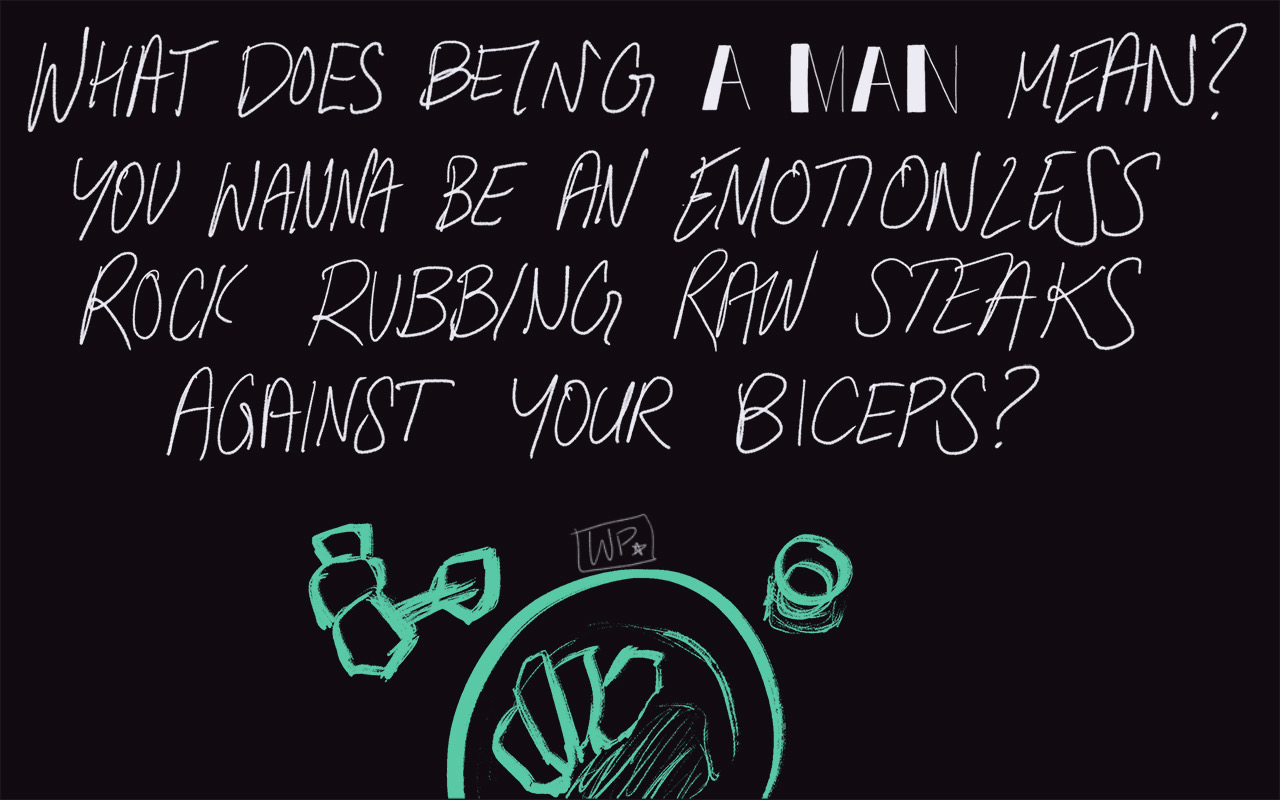 WHAT DOES BEING A MAN MEAN?
YOU WANNA BE AN EMOTIONLESS
ROCK RUBBING RAW STEAKS
AGAINST YOUR BICEPS?
WP